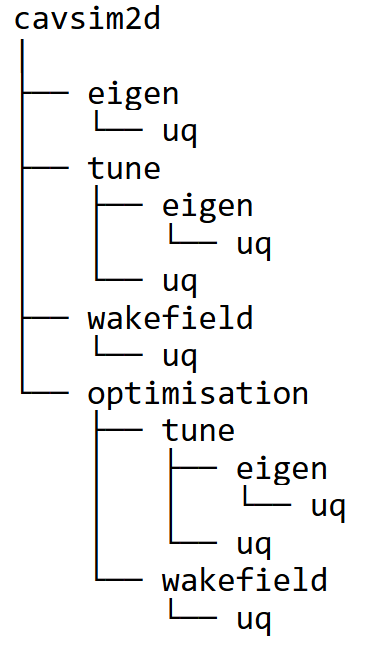 cavsim2d
eigen
uq
tune
eigen
uq
uq
wakefield
uq
optimisation
tune
eigen
uq
uq
wakefield
uq